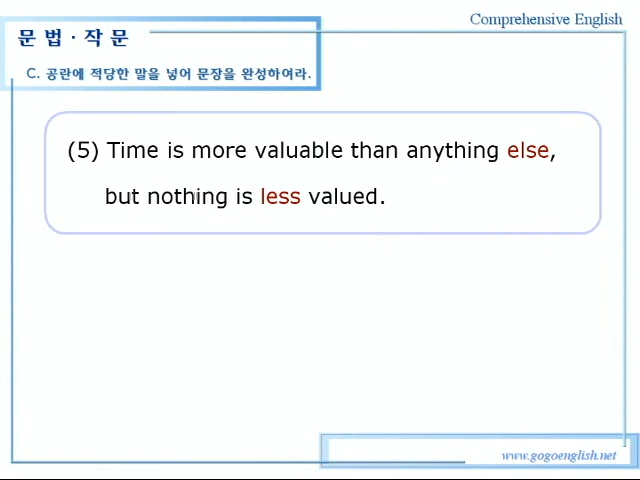 Comprehensive English
문 법 · 작 문
C. 공란에 적당한 말을 넣어 문장을 완성하여라.
(5) Time is more valuable than anything else,
but nothing is less valued.
www.gogoenglish.net